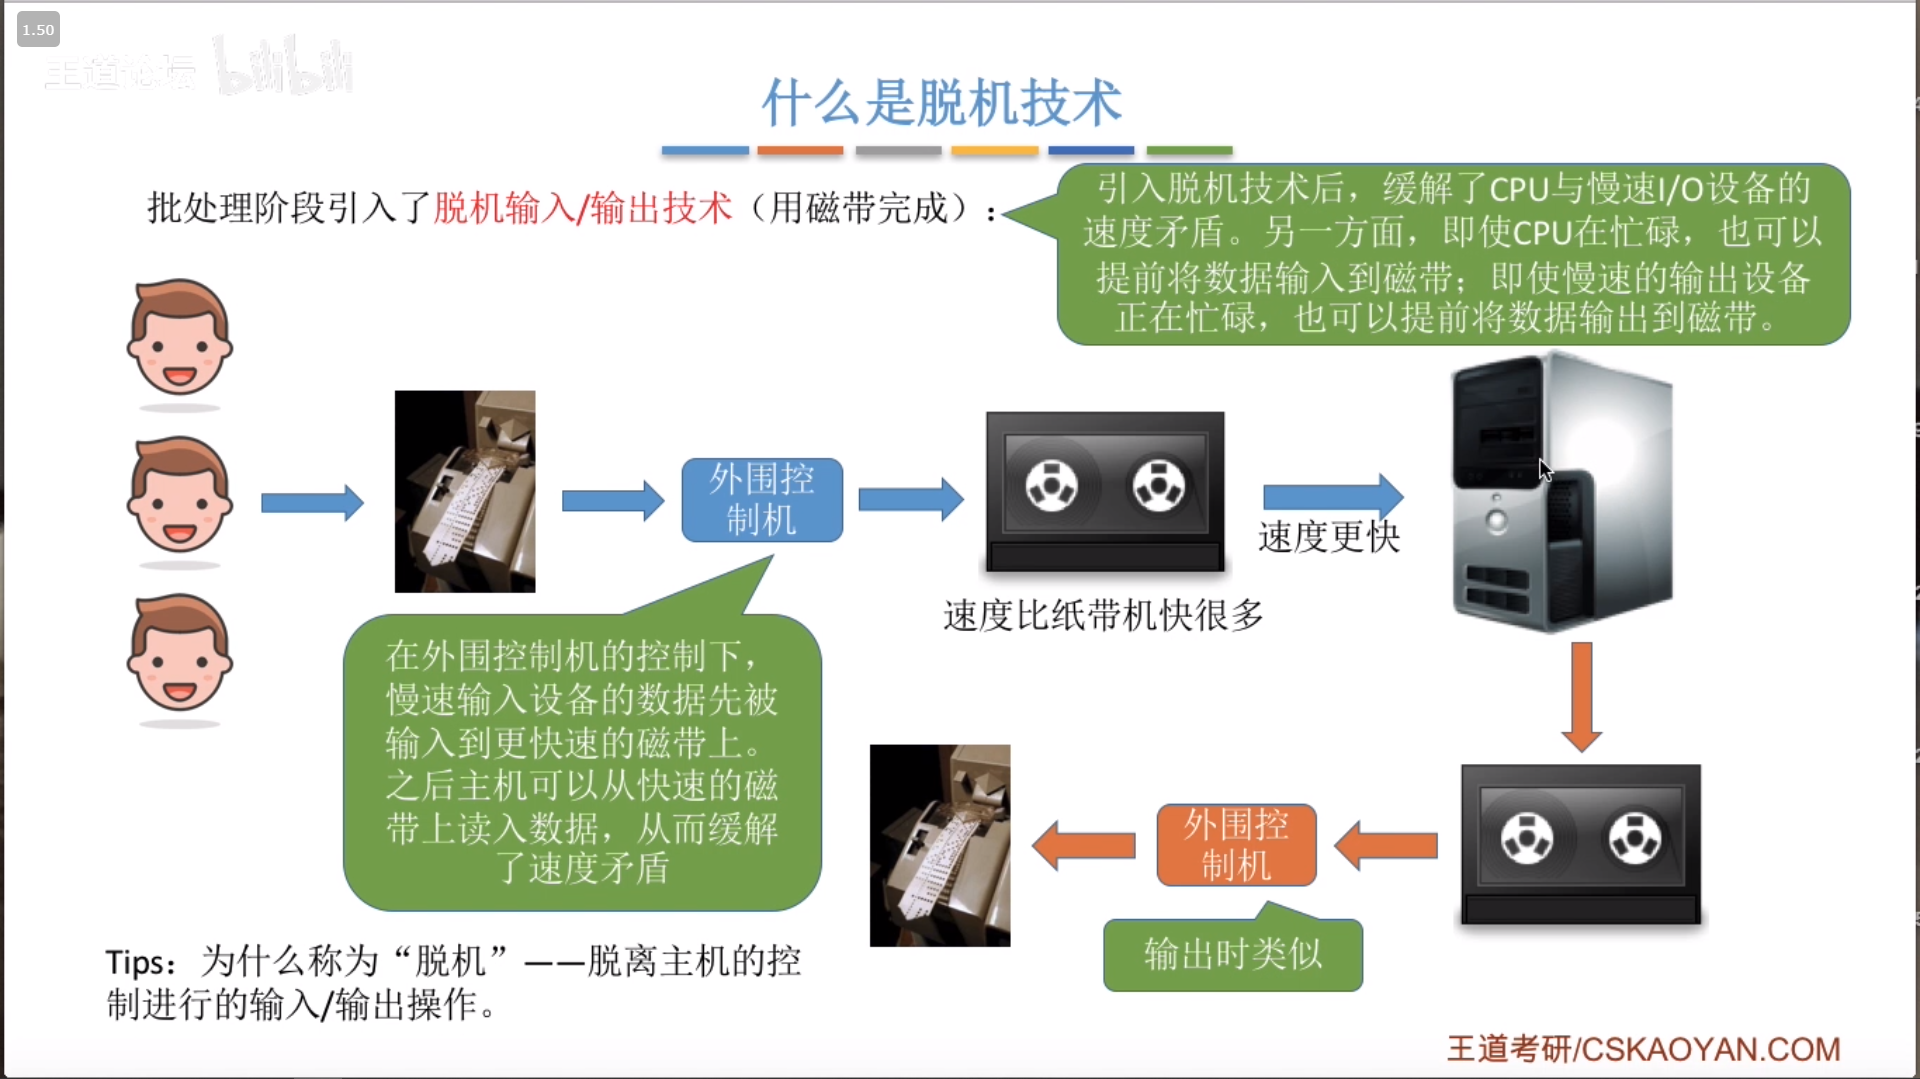 1.50
王道论坛 bilibili
什么是脱机技术
批处理阶段引入了脱机输入/输出技术（用磁带完成）：
引入脱机技术后，缓解了CPU与慢速I/O设备的
速度矛盾。另一方面，即使CPU在忙碌，也可以
提前将数据输入到磁带；即使慢速的输出设备
正在忙碌，也可以提前将数据输出到磁带。
外围控
制机
速度更快
速度比纸带机快很多
在外围控制机的控制下，
慢速输入设备的数据先被
输入到更快速的磁带上。
之后主机可以从快速的磁
带上读入数据，从而缓解
了速度矛盾
外围控
制机
输出时类似
Tips：为什么称为“脱机”——脱离主机的控
制进行的输入/输出操作。
王道考研/CSKAOYAN.COM